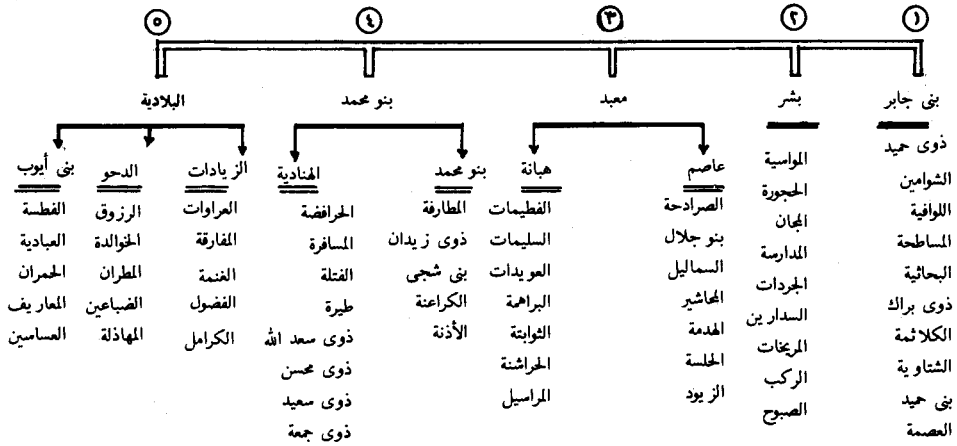 ١ ٢ ٣ ٤ ٥
بنى جابر
ذوى حميد
الشوامين
اللوافية
المساطحة
البحاثية
ذوى براك
الكلاثمة
الشتاوية
بنى حميد
العصمة
بشر
المواسية
الحجورة
المجان
المدارسة
الجردات
السدارين
المريخات
الركب
الصبوح
معبد
عاصم
الصرادحة
بنو جلال
السماليل
المحاشير
الهدمة
الحلسة
الزيود
هبانة
الفطيمات
السليمات
العويدات
البراهمة
الثوابتة
الحراشنة
المراسيل
بنو محمد
بنو محمد
المطارفة
ذوى زيدان
بنى شجى
الكراعنة
الأذنة
الهنادية
الحرافضة
المسافرة
الفتلة
طيرة
ذوى سعد الله
ذوى محسن
ذوى سعيد
ذوى جمعة
البلادية
الزيادات
العراوات
المفارقة
الغنمة
الفضول
الكرامل
الدحو
الرزوق
الخوالدة
المطران
الضباعين
المهاذلة
بنى أيوب
الفطسة
العبادية
الحمران
المعاريف
العساسين